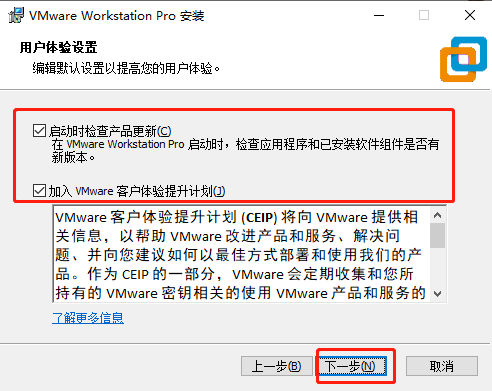 VMware Workstation Pro 安装
用户体验设置
编辑默认设置以提高您的用户体验。
启动时检查产品更新(C)
在 VMware Workstation Pro 启动时，检查应用程序和已安装软件组件是否有
新版本。
加入 VMware 客户体验提升计划(J)
VMware 客户体验提升计划 (CEIP) 将向 VMware 提供相
关信息，以帮助 VMware 改进产品和服务、解决问
题、并向您建议如何以最佳方式部署和使用我们的产
品。作为 CEIP 的一部分，VMware 会定期收集和您所
持有的 VMware 密钥相关的使用 VMware 产品和服务的
了解更多信息
上一步(B) 下一步(N) 取消